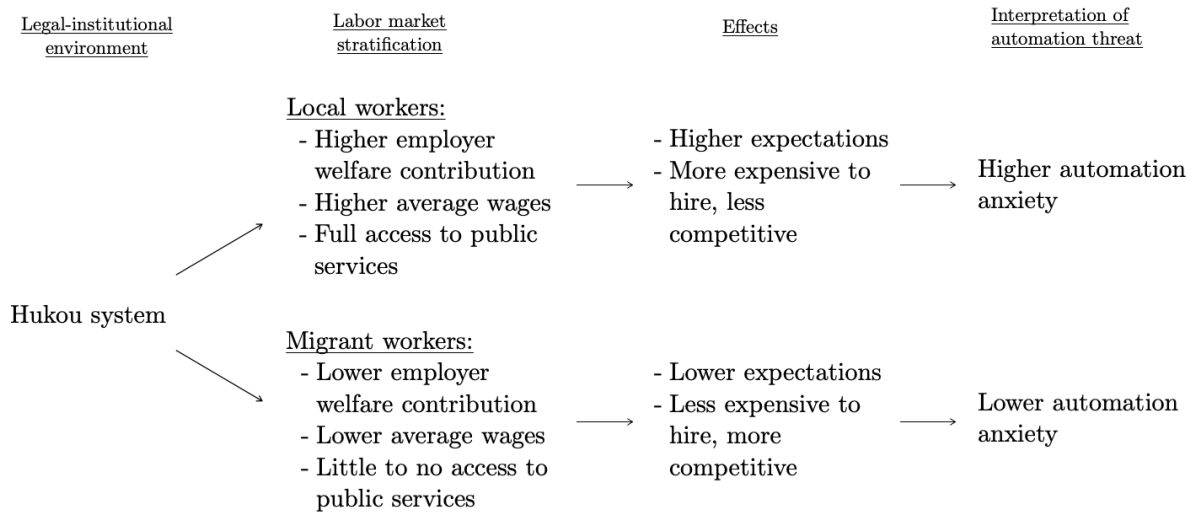 Legal-institutional
environment
Labor market
stratification
Effects
Interpretation of
automation threat
Local workers:
- Higher employer
welfare contribution
- Higher average wages
- Full access to public
services
- Higher expectations
- More expensive to
hire, less
competitive
Higher automation
anxiety
Hukou system
Migrant workers:
- Lower employer
welfare contribution
- Lower average wages
- Little to no access to
public services
- Lower expectations
- Less expensive to
hire, more
competitive
Lower automation
anxiety